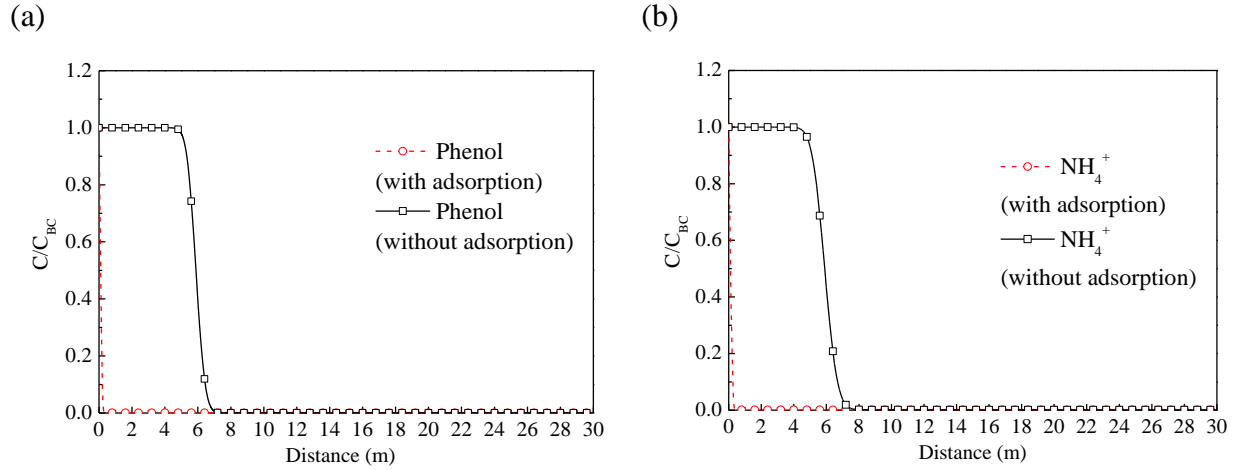 (a)
1.2
1.0
0.8
0.6
0.4
0.2
0.0
C/C_BC
Phenol
(with adsorption)
Phenol
(without adsorption)
0 2 4 6 8 10 12 14 16 18 20 22 24 26 28 30
Distance (m)
(b)
1.2
1.0
0.8
0.6
0.4
0.2
0.0
C/C_BC
NH₄⁺
(with adsorption)
NH₄⁺
(without adsorption)
0 2 4 6 8 10 12 14 16 18 20 22 24 26 28 30
Distance (m)